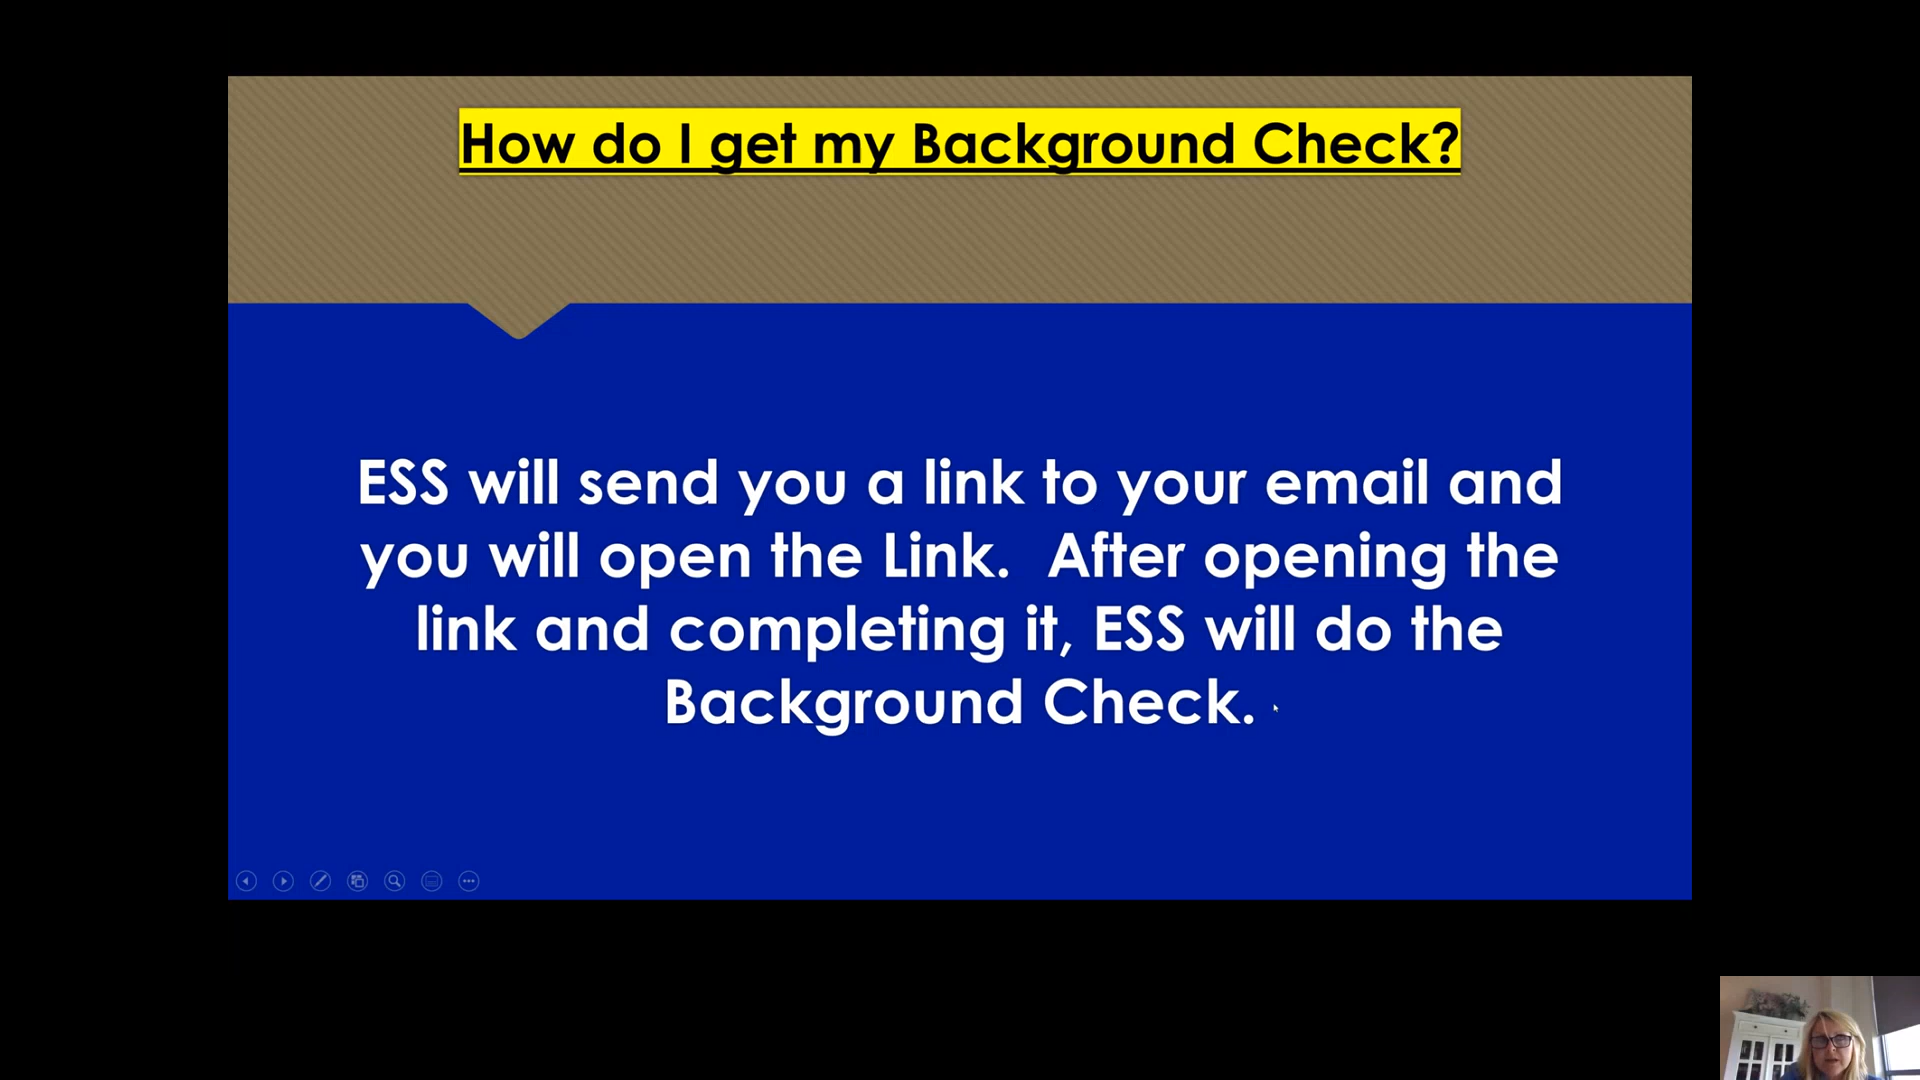 How do I get my Background Check?
ESS will send you a link to your email and
you will open the Link.  After opening the
link and completing it, ESS will do the
Background Check.